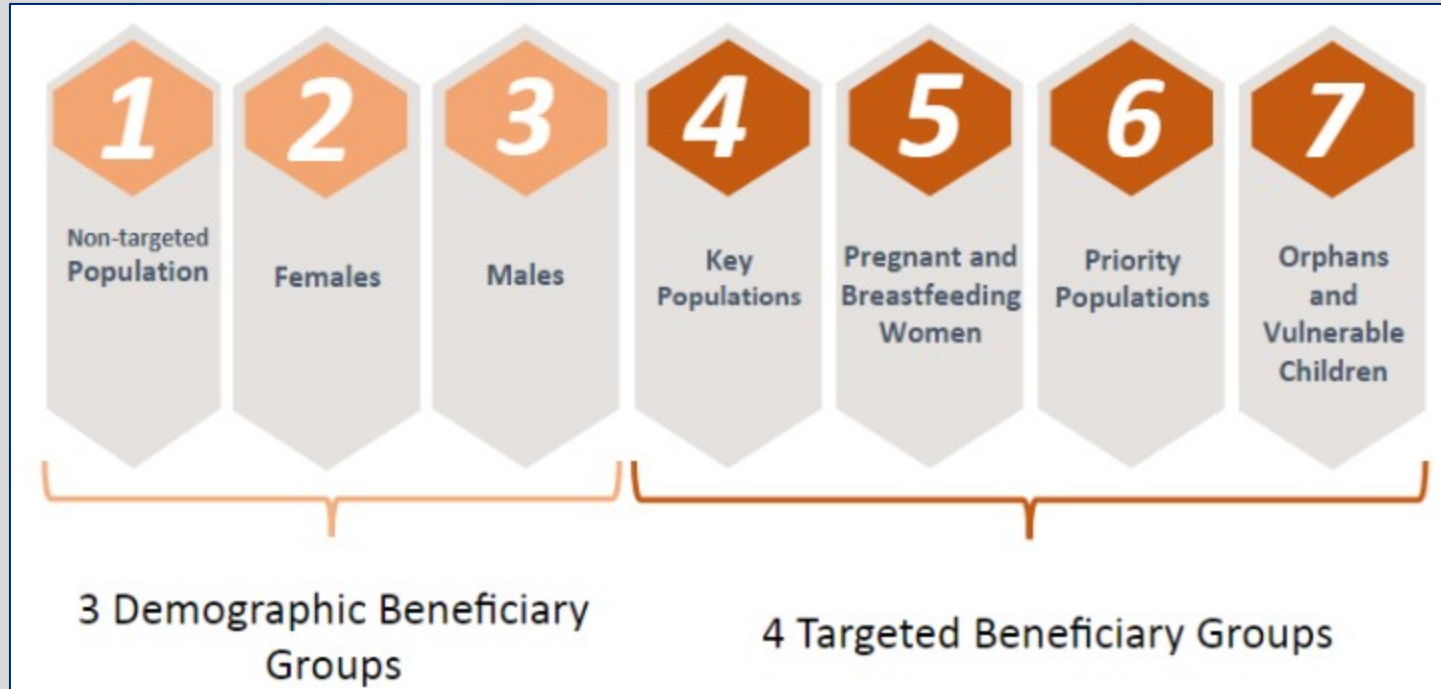 1
Non-targeted
Population
2
Females
3
Males
4
Key
Populations
5
Pregnant and
Breastfeeding
Women
6
Priority
Populations
7
Orphans
and
Vulnerable
Children
3 Demographic Beneficiary
Groups
4 Targeted Beneficiary Groups